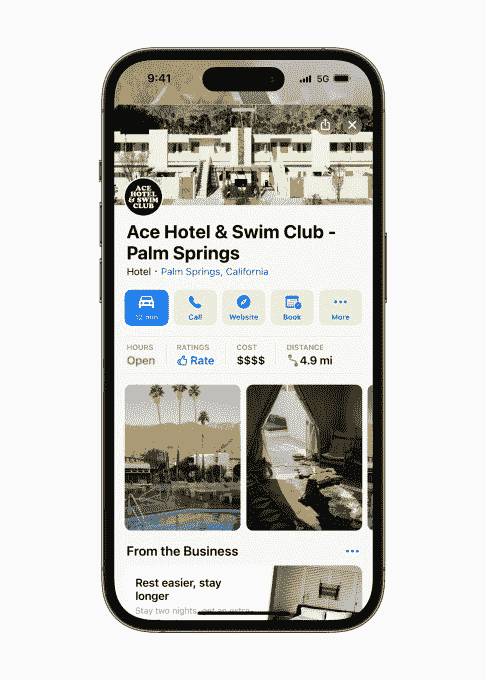 9:41
5G
ACE
HOTEL
& SWIM
CLUB
Ace Hotel & Swim Club -
Palm Springs
Hotel · Palm Springs, California
12 min
Call
Website
Book
More
HOURS
RATINGS
COST
DISTANCE
Open
Rate
$$$$
4.9 mi
From the Business
Rest easier, stay
longer
Stay two nights, get an extra